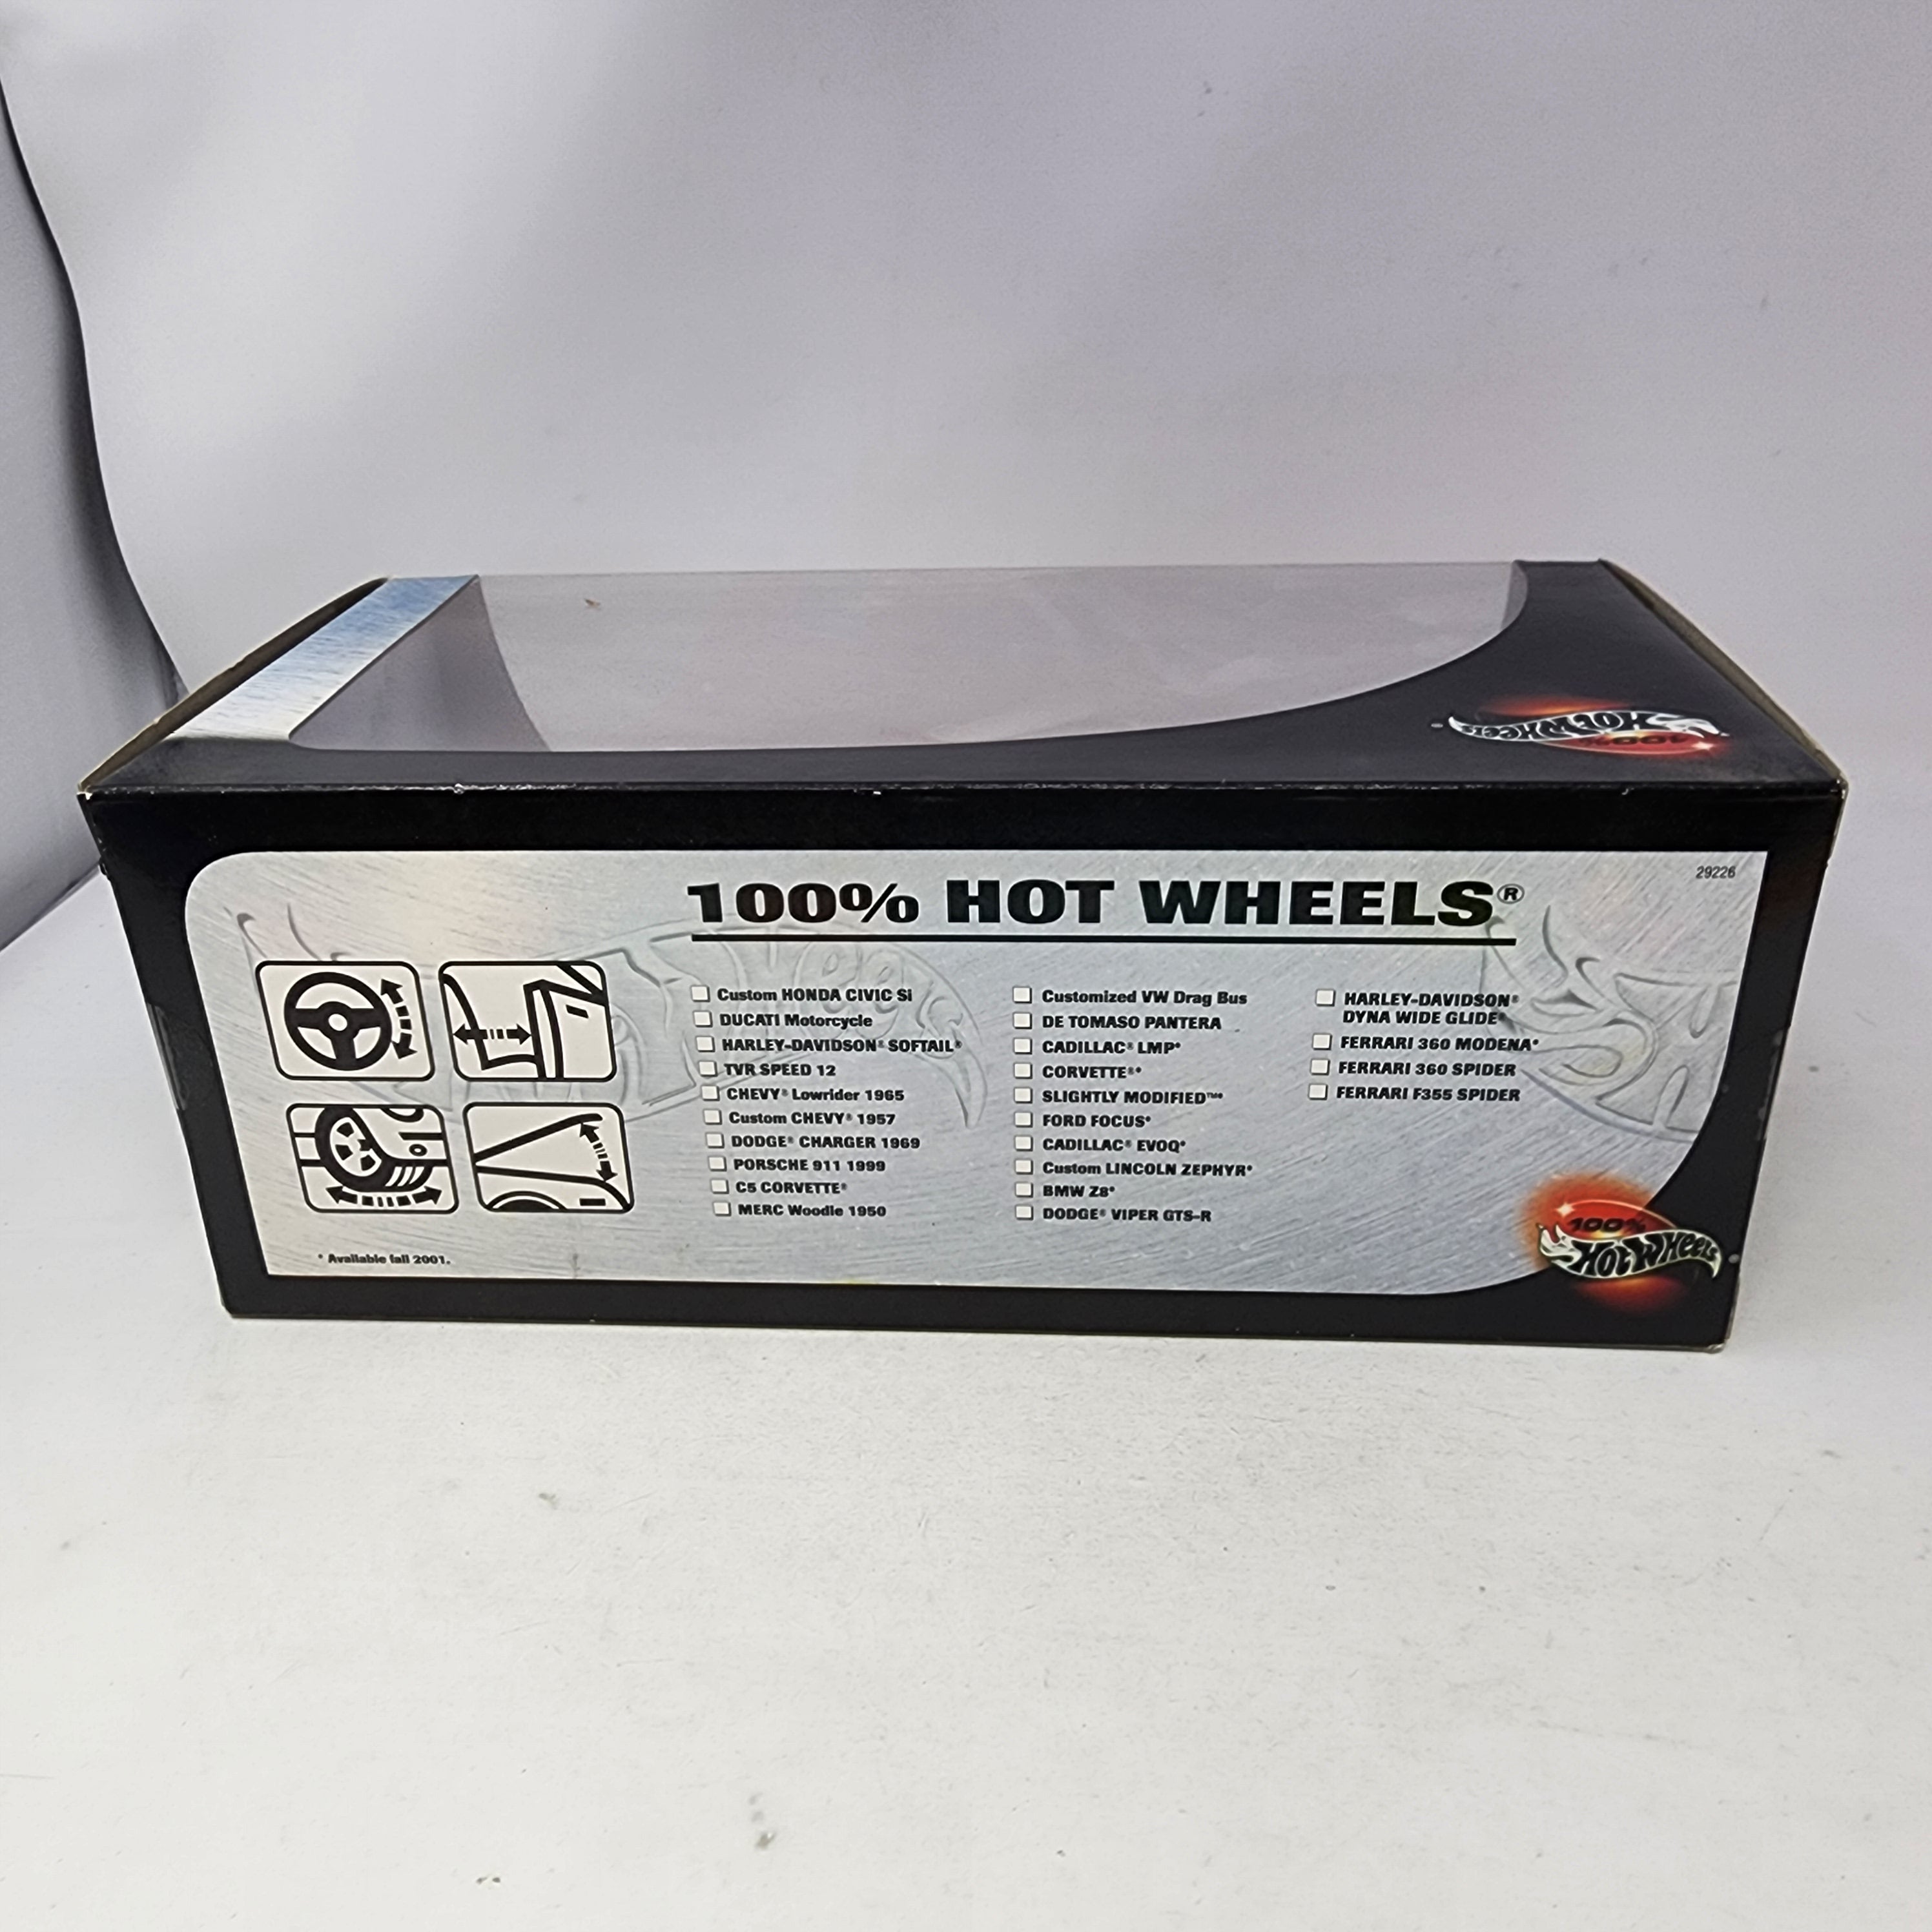 100%
HOT WHEELS
29226
100% HOT WHEELS®
Custom HONDA CIVIC Si
DUCATI Motorcycle
HARLEY-DAVIDSON® SOFTAIL®
TVR SPEED 12
CHEVY® Lowrider 1965
Custom CHEVY® 1957
DODGE® CHARGER 1969
PORSCHE 911 1999
C5 CORVETTE®
MERC Woodie 1950
Customized VW Drag Bus
DE TOMASO PANTERA
CADILLAC® LMP*
CORVETTE®*
SLIGHTLY MODIFIED™*
FORD FOCUS*
CADILLAC® EVOQ*
Custom LINCOLN ZEPHYR*
BMW Z8*
DODGE® VIPER GTS-R
HARLEY-DAVIDSON®
DYNA WIDE GLIDE®
FERRARI 360 MODENA*
FERRARI 360 SPIDER
FERRARI F355 SPIDER
* Available fall 2001.
100%
HOT WHEELS